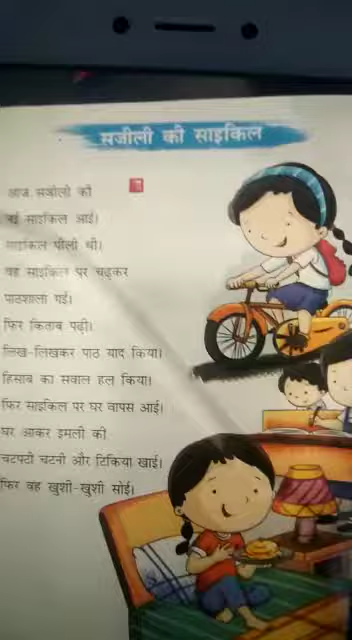 सजीली की साइकिल
आज सजीली की
नई साइकिल आई।
साइकिल पीली थी।
वह साइकिल पर चढ़कर
पाठशाला गई।
फिर किताब पढ़ी।
लिख-लिखकर पाठ याद किया।
हिसाब का सवाल हल किया।
फिर साइकिल पर घर वापस आई।
घर आकर इमली की
चटपटी चटनी और टिकिया खाई।
फिर वह खुशी-खुशी सोई।